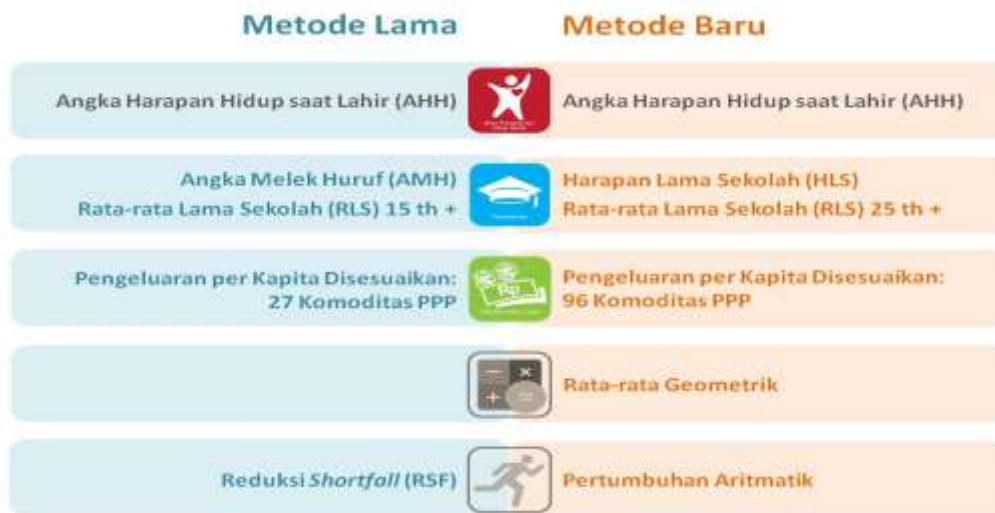 Metode Lama
Metode Baru
Angka Harapan Hidup saat Lahir (AHH)
Angka Harapan Hidup saat Lahir (AHH)
Angka Melek Huruf (AMH)
Rata-rata Lama Sekolah (RLS) 15 th +
Harapan Lama Sekolah (HLS)
Rata-rata Lama Sekolah (RLS) 25 th +
Pengeluaran per Kapita Disesuaikan:
27 Komoditas PPP
Rp
Pengeluaran per Kapita Disesuaikan:
96 Komoditas PPP
Rata-rata Geometrik
Reduksi Shortfall (RSF)
Pertumbuhan Aritmatik